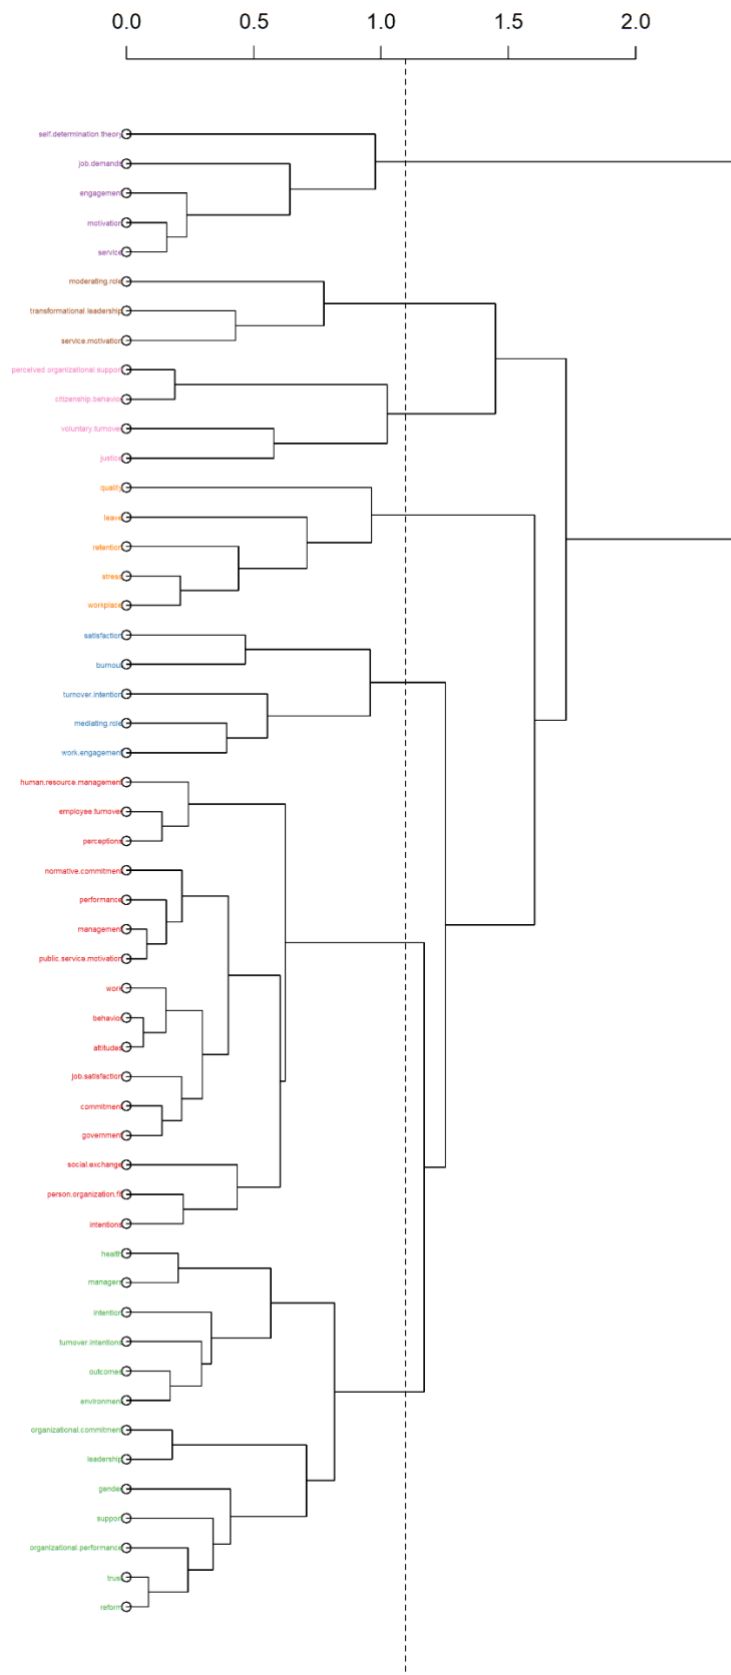 0.0 0.5 1.0 1.5 2.0
self.determination.theory
job.demands
engagement
motivation
service
moderating.role
transformational.leadership
service.motivation
perceived.organizational.support
citizenship.behavior
voluntary.turnover
justice
quality
leave
retention
stress
workplace
satisfaction
burnout
turnover.intention
mediating.role
work.engagement
human.resource.management
employee.turnover
perceptions
normative.commitment
performance
management
public.service.motivation
work
behavior
attitudes
job.satisfaction
commitment
government
social.exchange
person.organization.fit
intentions
health
managers
intention
turnover.intentions
outcomes
environment
organizational.commitment
leadership
gender
support
organizational.performance
trust
reform